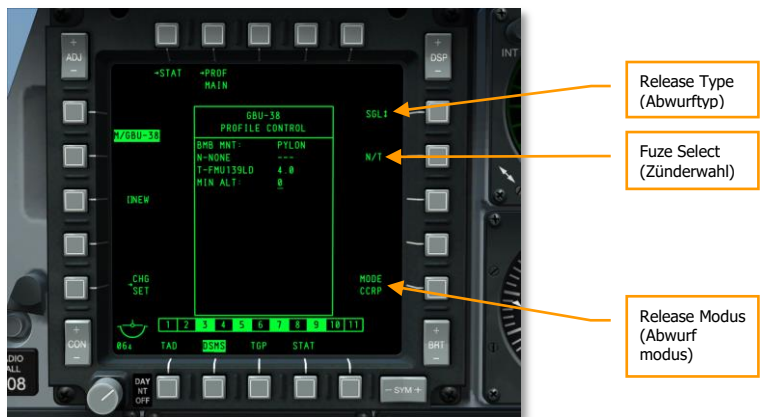 +
ADJ
-
+
DSP
-
INT
→STAT
→PROF
MAIN
GBU-38
PROFILE CONTROL
M/GBU-38
BMB MNT: PYLON
N-NONE ---
T-FMU139LD 4.0
MIN ALT: 0
SGL↕
N/T
[]NEW
→CHG
SET
MODE
CCRP
1 2 3 4 5 6 7 8 9 10 11
TAD DSMS TGP STAT
+
CON
-
+
BRT
-
DAY
NT
OFF
- SYM +
08
Release Type
(Abwurftyp)
Fuze Select
(Zünderwahl)
Release Modus
(Abwurf
modus)